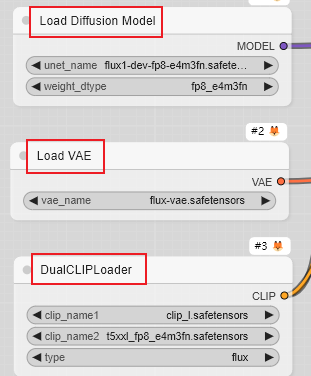 Load Diffusion Model
MODEL
unet_name flux1-dev-fp8-e4m3fn.safete...
weight_dtype fp8_e4m3fn
#2
Load VAE
VAE
vae_name flux-vae.safetensors
#3
DualCLIPLoader
CLIP
clip_name1 clip_l.safetensors
clip_name2 t5xxl_fp8_e4m3fn.safetensors
type flux